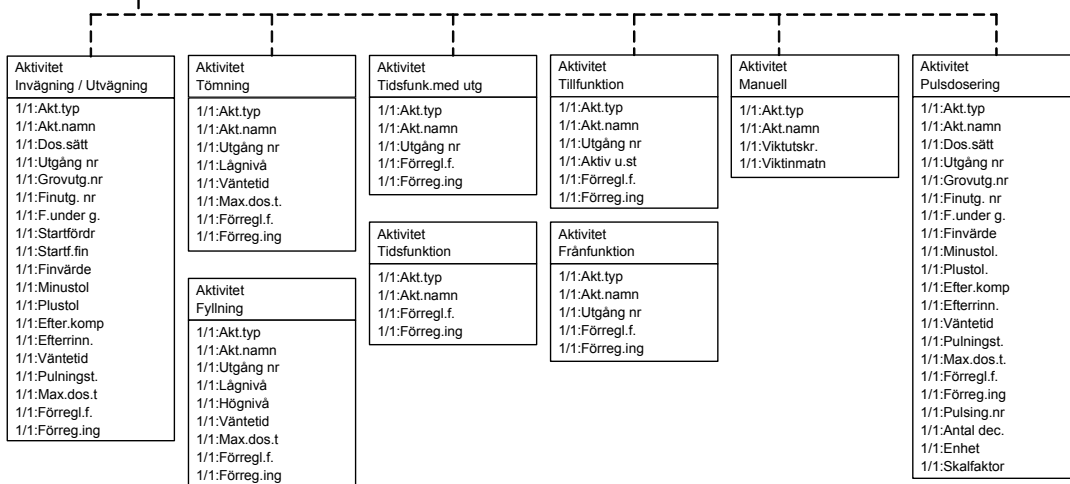 Aktivitet
Invägning / Utvägning
1/1:Akt.typ
1/1:Akt.namn
1/1:Dos.sätt
1/1:Utgång nr
1/1:Grovutg.nr
1/1:Finutg. nr
1/1:F.under g.
1/1:Startfördr
1/1:Startf.fin
1/1:Finvärde
1/1:Minustol
1/1:Plustol
1/1:Efter.komp
1/1:Efterrinn.
1/1:Väntetid
1/1:Pulningst.
1/1:Max.dos.t
1/1:Förregl.f.
1/1:Förreg.ing
Aktivitet
Tömning
1/1:Akt.typ
1/1:Akt.namn
1/1:Utgång nr
1/1:Lågnivå
1/1:Väntetid
1/1:Max.dos.t.
1/1:Förregl.f.
1/1:Förreg.ing
Aktivitet
Fyllning
1/1:Akt.typ
1/1:Akt.namn
1/1:Utgång nr
1/1:Lågnivå
1/1:Högnivå
1/1:Väntetid
1/1:Max.dos.t
1/1:Förregl.f.
1/1:Förreg.ing
Aktivitet
Tidsfunk.med utg
1/1:Akt.typ
1/1:Akt.namn
1/1:Utgång nr
1/1:Förregl.f.
1/1:Förreg.ing
Aktivitet
Tidsfunktion
1/1:Akt.typ
1/1:Akt.namn
1/1:Förregl.f.
1/1:Förreg.ing
Aktivitet
Tillfunktion
1/1:Akt.typ
1/1:Akt.namn
1/1:Utgång nr
1/1:Aktiv u.st
1/1:Förregl.f.
1/1:Förreg.ing
Aktivitet
Frånfunktion
1/1:Akt.typ
1/1:Akt.namn
1/1:Utgång nr
1/1:Förregl.f.
1/1:Förreg.ing
Aktivitet
Manuell
1/1:Akt.typ
1/1:Akt.namn
1/1:Viktutskr.
1/1:Viktinmatn
Aktivitet
Pulsdosering
1/1:Akt.typ
1/1:Akt.namn
1/1:Dos.sätt
1/1:Utgång nr
1/1:Grovutg.nr
1/1:Finutg. nr
1/1:F.under g.
1/1:Finvärde
1/1:Minustol.
1/1:Plustol.
1/1:Efter.komp
1/1:Efterrinn.
1/1:Väntetid
1/1:Pulningst.
1/1:Max.dos.t.
1/1:Förregl.f.
1/1:Förreg.ing
1/1:Pulsing.nr
1/1:Antal dec.
1/1:Enhet
1/1:Skalfaktor